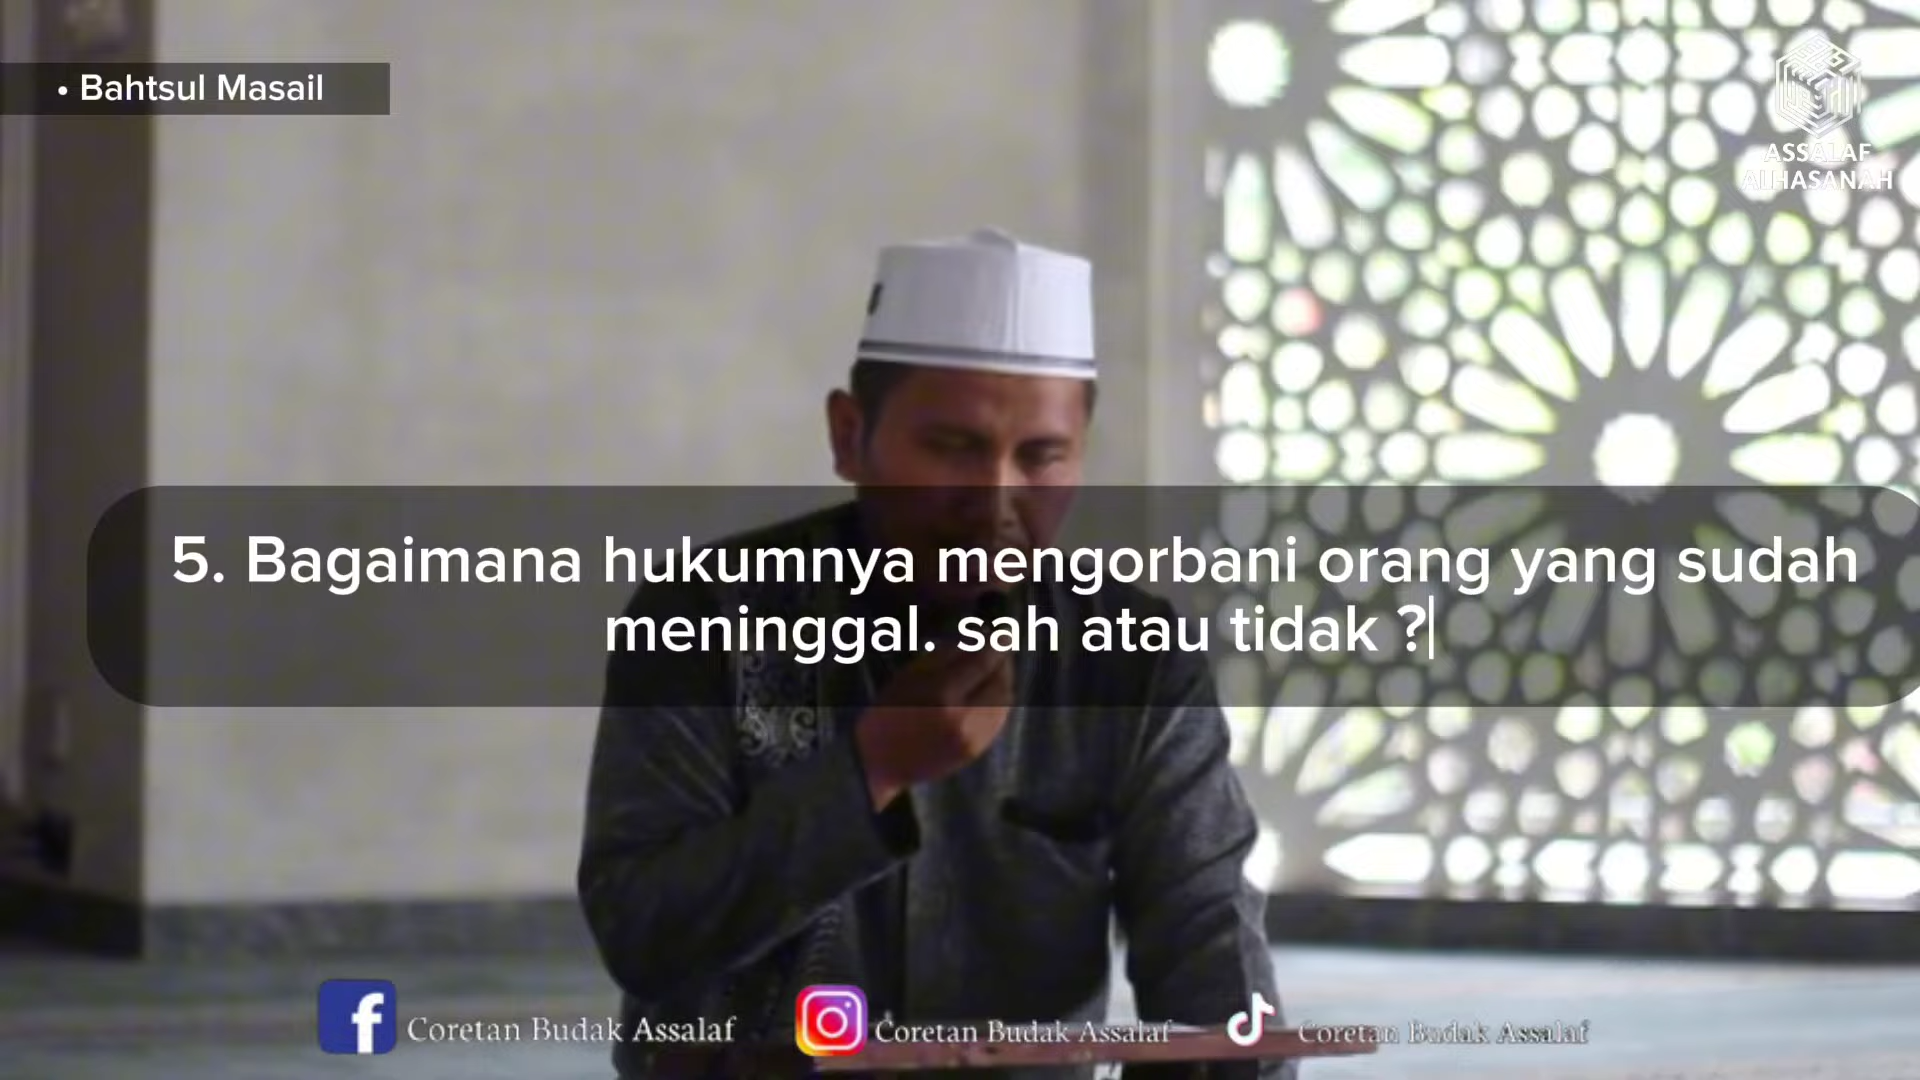 • Bahtsul Masail
ASSALAF
ALHASANAH
5. Bagaimana hukumnya mengorbani orang yang sudah
meninggal. sah atau tidak ?
Coretan Budak Assalaf
Coretan Budak Assalaf
Coretan Budak Assalaf